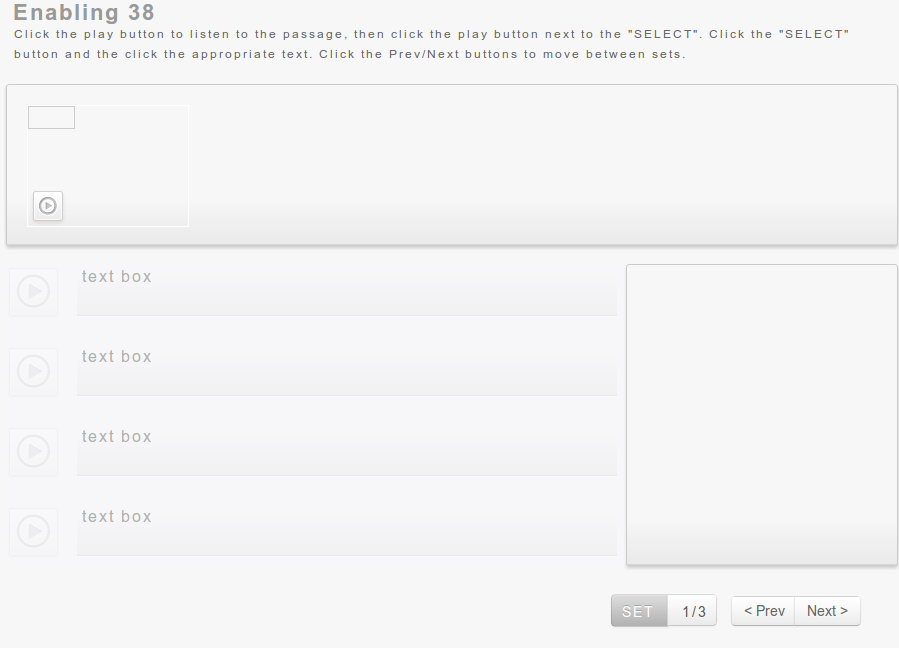 Enabling 38
Click the play button to listen to the passage, then click the play button next to the "SELECT". Click the "SELECT"
button and the click the appropriate text. Click the Prev/Next buttons to move between sets.
text box
text box
text box
text box
SET 1/3 < Prev Next >